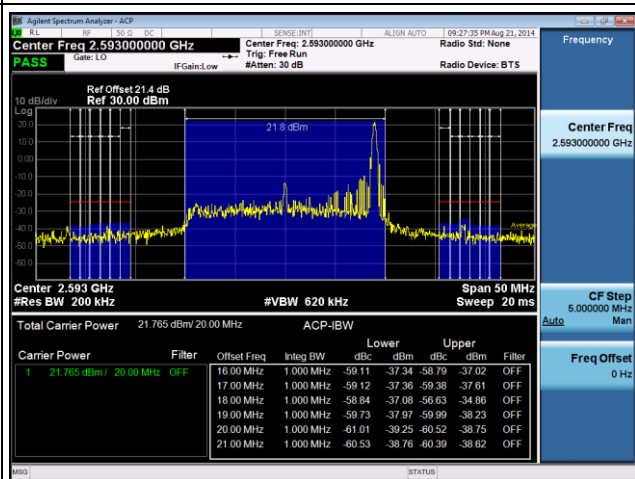 Agilent Spectrum Analyzer - ACP
RL RF 50 Ω DC SENSE:INT ALIGN AUTO 09:27:35 PM Aug 21, 2014
Center Freq 2.593000000 GHz Center Freq: 2.593000000 GHz Radio Std: None
PASS Gate: LO Trig: Free Run
IFGain:Low #Atten: 30 dB Radio Device: BTS
Ref Offset 21.4 dB
10 dB/div Ref 30.00 dBm
Log
20.0
10.0
0.00
-10.0
-20.0
-30.0
-40.0
-50.0
-60.0
21.8 dBm
Average
Center 2.593 GHz Span 50 MHz
#Res BW 200 kHz #VBW 620 kHz Sweep 20 ms
Total Carrier Power 21.765 dBm/ 20.00 MHz ACP-IBW
Lower Upper
Carrier Power Filter Offset Freq Integ BW dBc dBm dBc dBm Filter
1 21.765 dBm / 20.00 MHz OFF 16.00 MHz 1.000 MHz -59.11 -37.34 -58.79 -37.02 OFF
17.00 MHz 1.000 MHz -59.12 -37.36 -59.38 -37.61 OFF
18.00 MHz 1.000 MHz -58.84 -37.08 -56.63 -34.86 OFF
19.00 MHz 1.000 MHz -59.73 -37.97 -59.99 -38.23 OFF
20.00 MHz 1.000 MHz -61.01 -39.25 -60.52 -38.75 OFF
21.00 MHz 1.000 MHz -60.53 -38.76 -60.39 -38.62 OFF
MSG STATUS
Frequency
Center Freq
2.593000000 GHz
CF Step
5.000000 MHz
Auto Man
Freq Offset
0 Hz